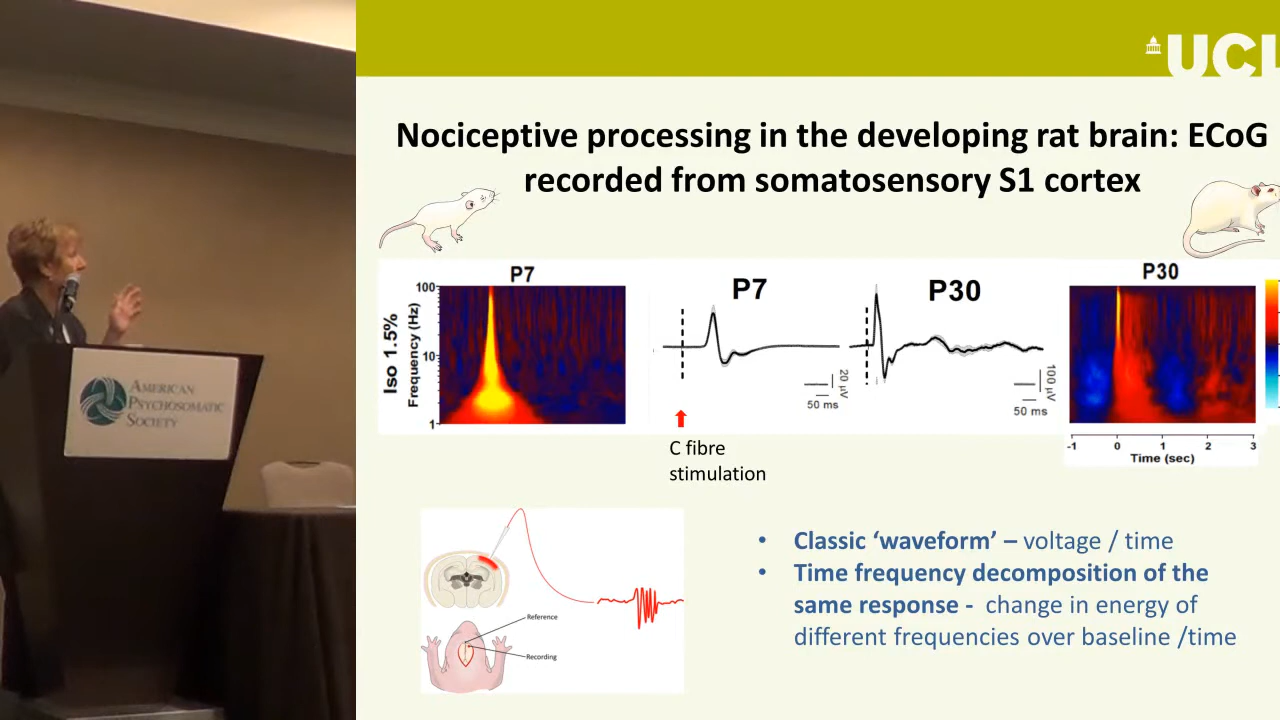 UCL
Nociceptive processing in the developing rat brain: ECoG
recorded from somatosensory S1 cortex
P7
P7
P30
P30
Iso 1.5%
Frequency (Hz)
100
10
1
20 µV
50 ms
100 µV
50 ms
-1 0 1 2 3
Time (sec)
C fibre
stimulation
AMERICAN
PSYCHOSOMATIC
SOCIETY
Reference
Recording
• Classic ‘waveform’ – voltage / time
• Time frequency decomposition of the
same response - change in energy of
different frequencies over baseline /time